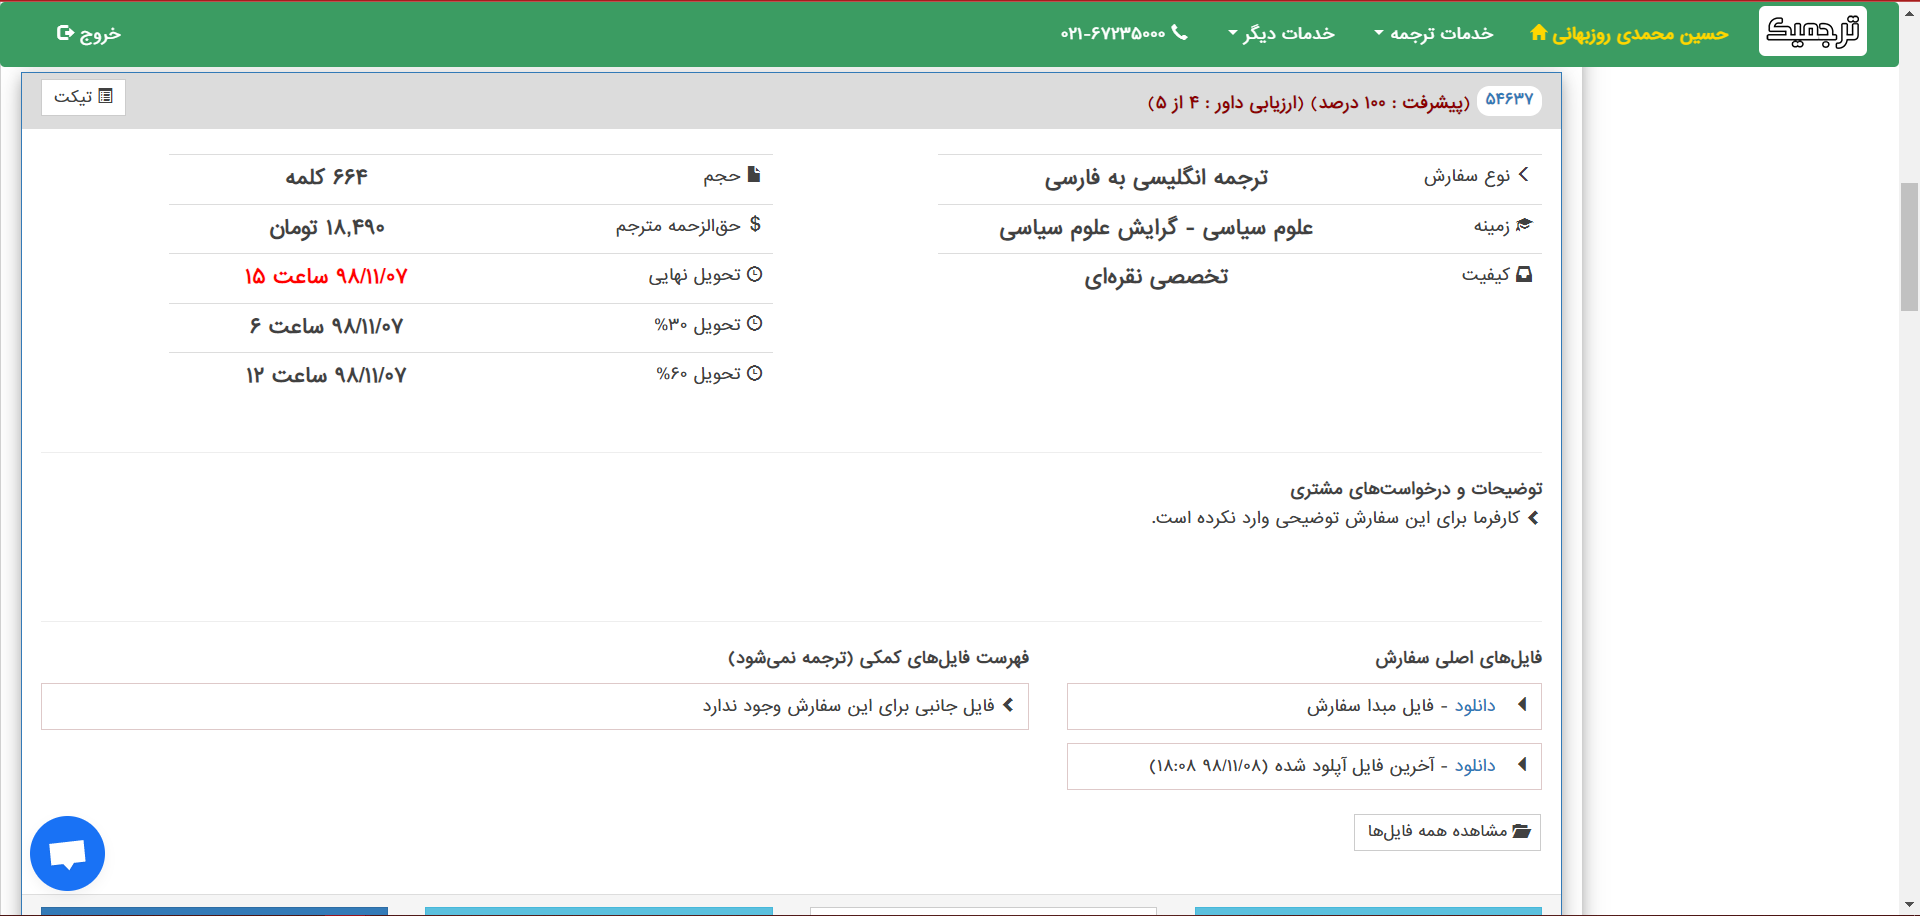 ترجمیک
حسین محمدی روزبهانی
خدمات ترجمه
خدمات دیگر
۰۲۱-۶۷۲۳۵۰۰۰
خروج
۵۴۶۳۷ (پیشرفت : ۱۰۰ درصد) (ارزیابی داور : ۴ از ۵)
تیکت
نوع سفارش ترجمه انگلیسی به فارسی
زمینه علوم سیاسی - گرایش علوم سیاسی
کیفیت تخصصی نقره‌ای
حجم ۶۶۴ کلمه
حق‌الزحمه مترجم ۱۸,۴۹۰ تومان
تحویل نهایی ۹۸/۱۱/۰۷ ساعت ۱۵
تحویل ۳۰% ۹۸/۱۱/۰۷ ساعت ۶
تحویل ۶۰% ۹۸/۱۱/۰۷ ساعت ۱۲
توضیحات و درخواست‌های مشتری
کارفرما برای این سفارش توضیحی وارد نکرده است.
فایل‌های اصلی سفارش
دانلود - فایل مبدا سفارش
دانلود - آخرین فایل آپلود شده (۹۸/۱۱/۰۸ ۱۸:۰۸)
مشاهده همه فایل‌ها
فهرست فایل‌های کمکی (ترجمه نمی‌شود)
فایل جانبی برای این سفارش وجود ندارد